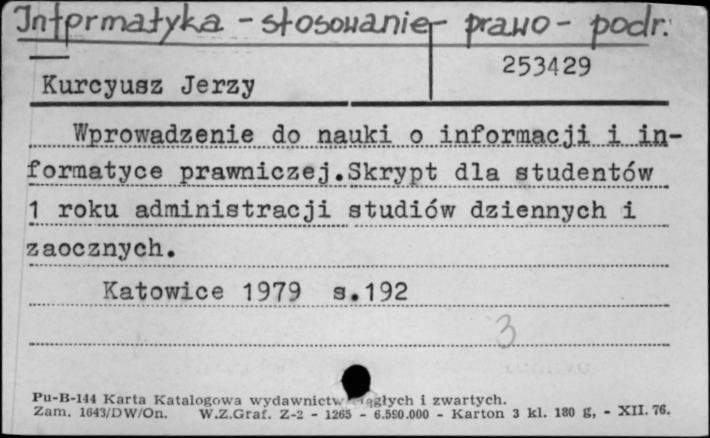 Informatyka - stosowanie - prawo - podr.
253429
Kurcyusz Jerzy
Wprowadzenie do nauki o informacji i in-
formatyce prawniczej.Skrypt dla studentów
1 roku administracji studiów dziennych i
zaocznych.
Katowice 1979 s.192
3
Pu-B-144 Karta Katalogowa wydawnictw ciągłych i zwartych.
Zam. 1643/DW/On. W.Z.Graf. Z-2 - 1265 - 6.590.000 - Karton 3 kl. 180 g, - XII. 76.